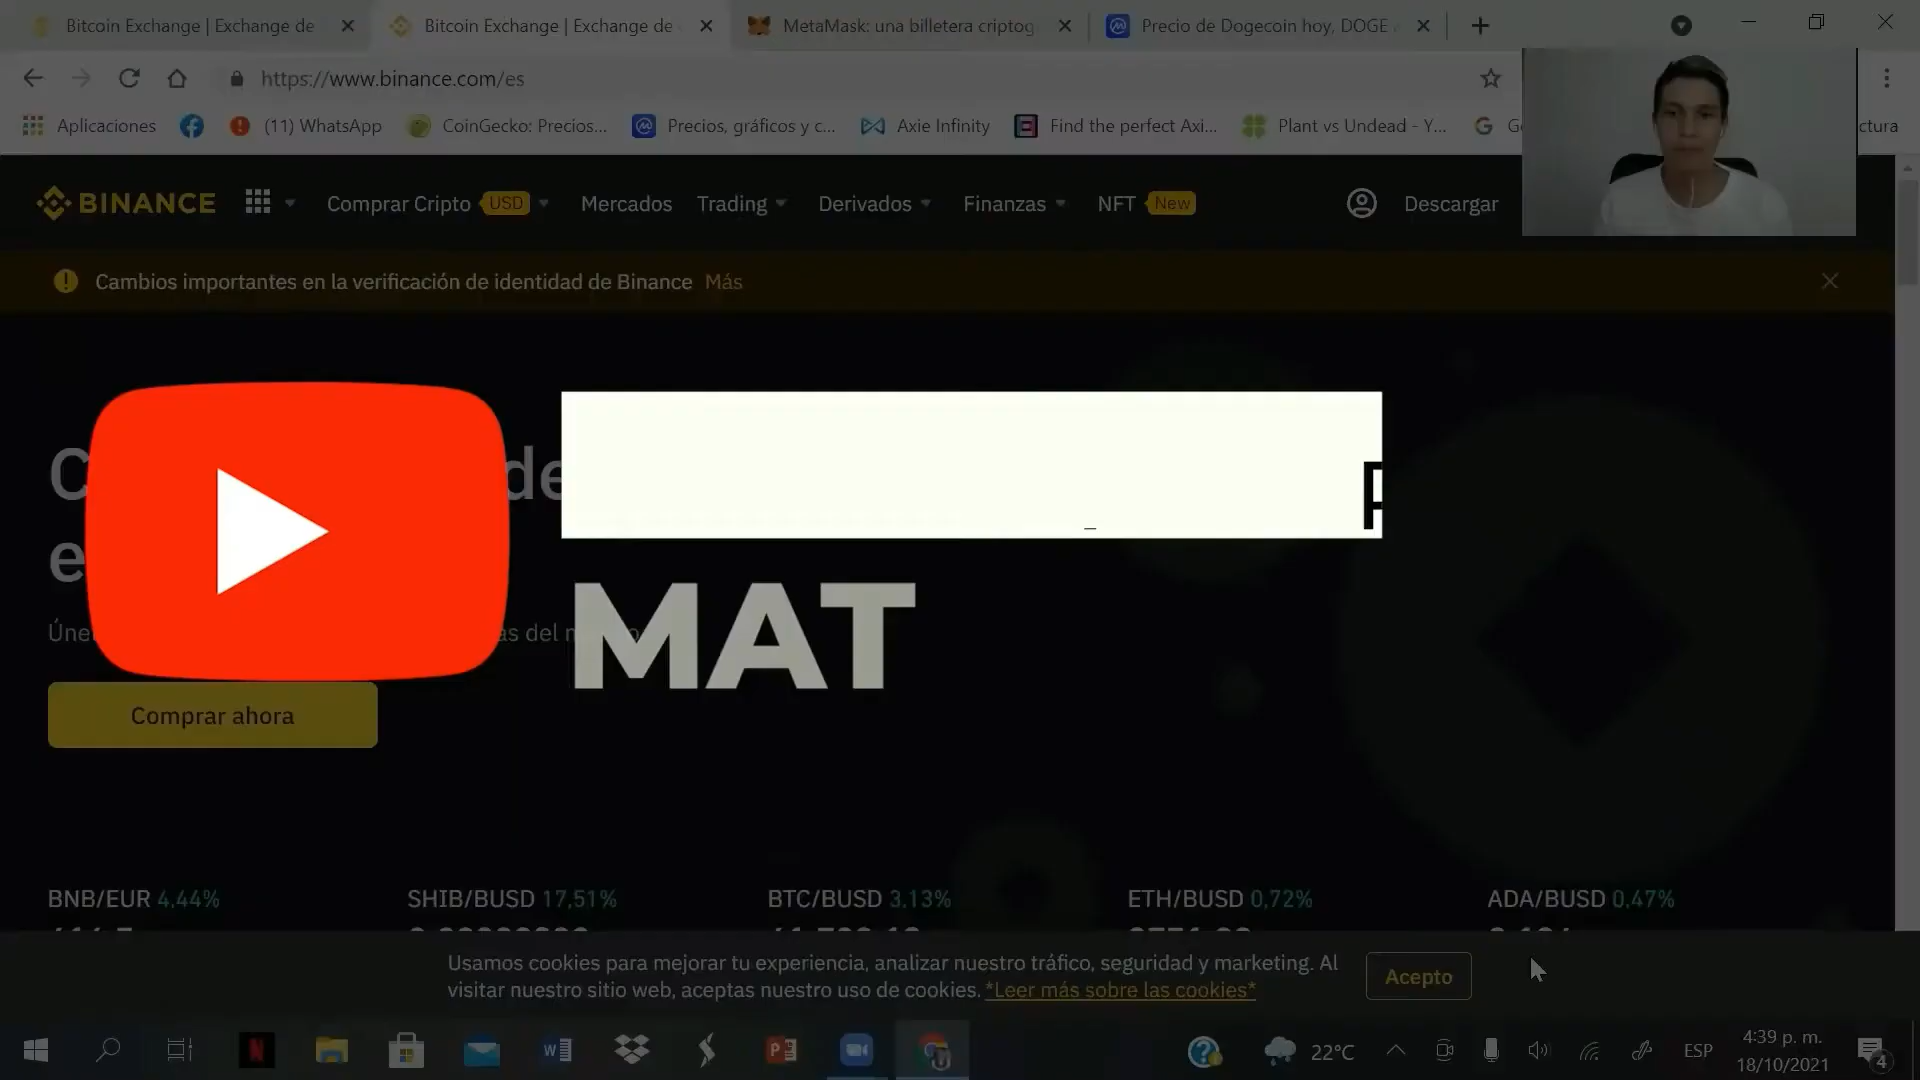 Bitcoin Exchange | Exchange de
Bitcoin Exchange | Exchange de
MetaMask: una billetera criptog
Precio de Dogecoin hoy, DOGE
https://www.binance.com/es
Aplicaciones
(11) WhatsApp
CoinGecko: Precios...
Precios, gráficos y c...
Axie Infinity
Find the perfect Axi...
Plant vs Undead - Y...
ctura
BINANCE
Comprar Cripto USD
Mercados
Trading
Derivados
Finanzas
NFT New
Descargar
Cambios importantes en la verificación de identidad de Binance Más
de
MAT
Comprar ahora
BNB/EUR 4,44%
SHIB/BUSD 17,51%
BTC/BUSD 3,13%
ETH/BUSD 0,72%
ADA/BUSD 0,47%
Usamos cookies para mejorar tu experiencia, analizar nuestro tráfico, seguridad y marketing. Al
visitar nuestro sitio web, aceptas nuestro uso de cookies. *Leer más sobre las cookies*
Acepto
22°C
ESP
4:39 p. m.
18/10/2021
4